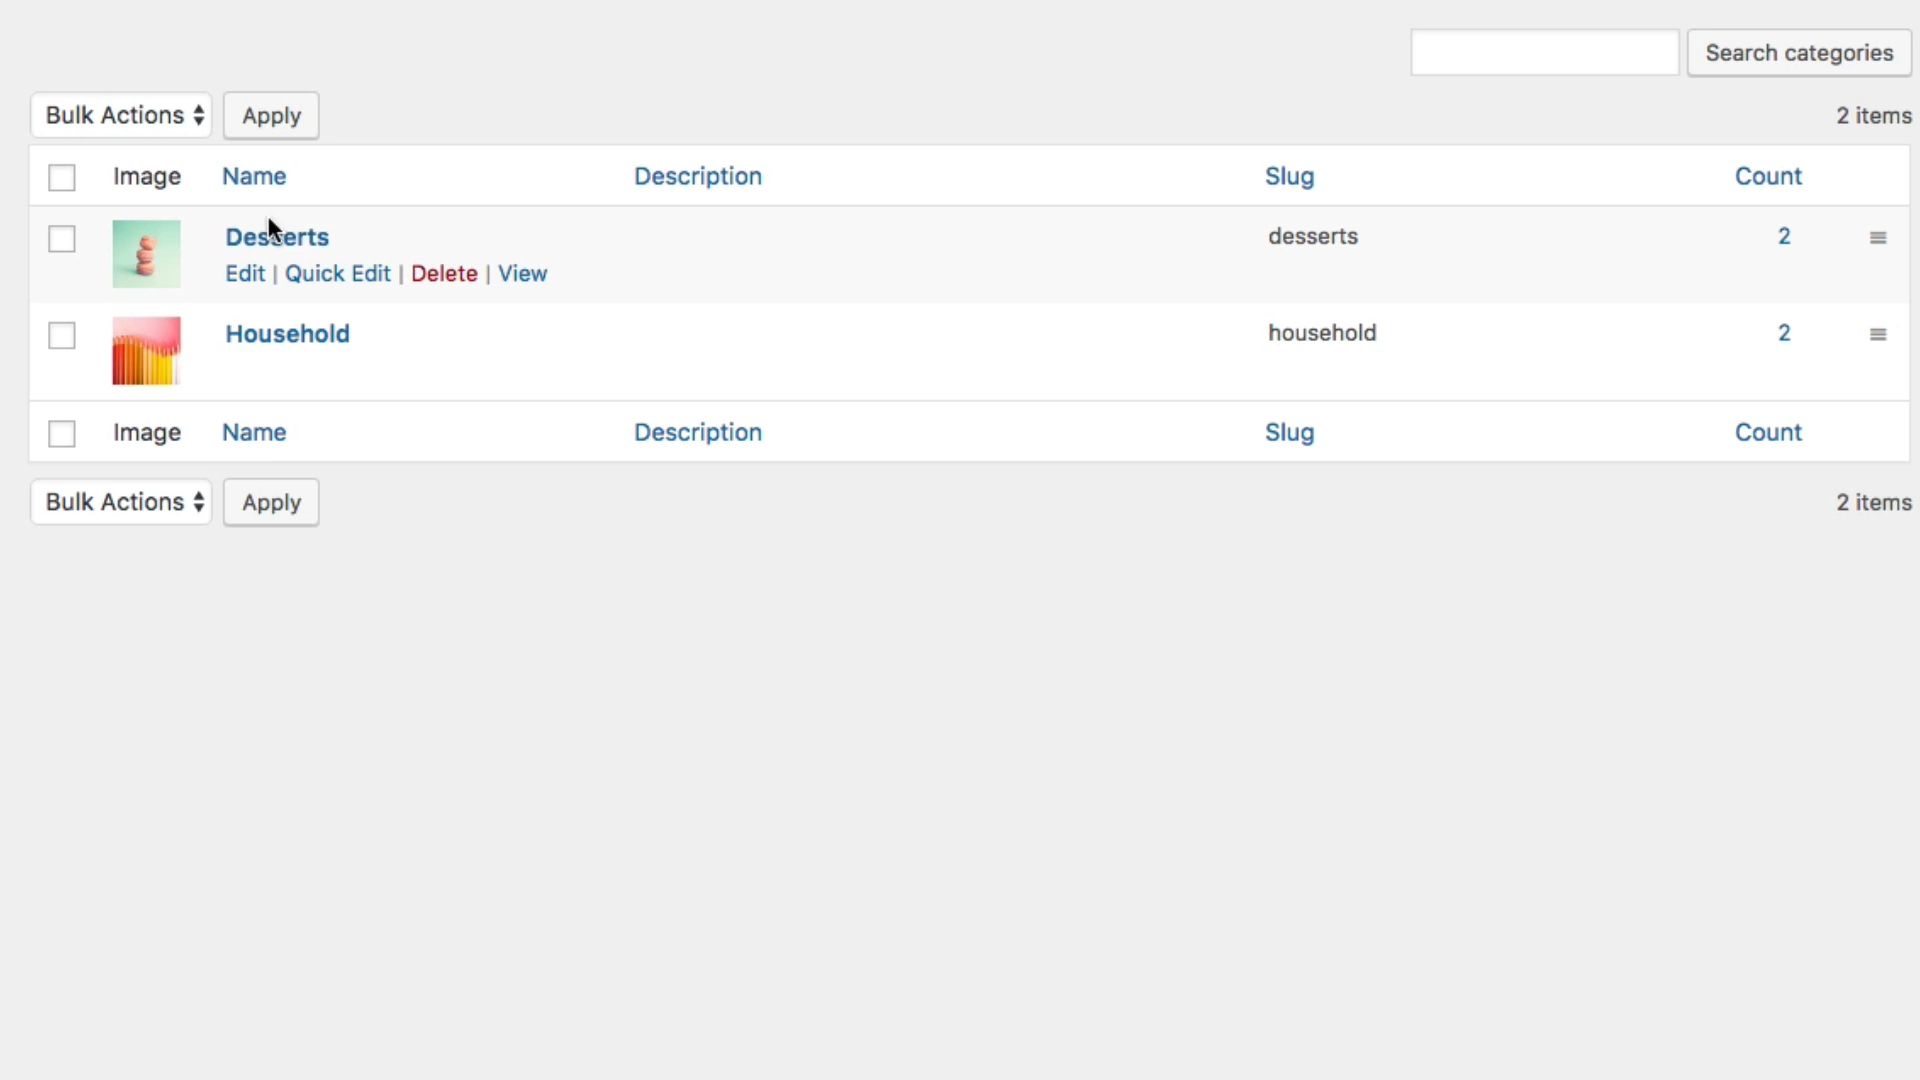 Search categories
Bulk Actions Apply 2 items
Image Name Description Slug Count
Desserts desserts 2
Edit | Quick Edit | Delete | View
Household household 2
Image Name Description Slug Count
Bulk Actions Apply 2 items